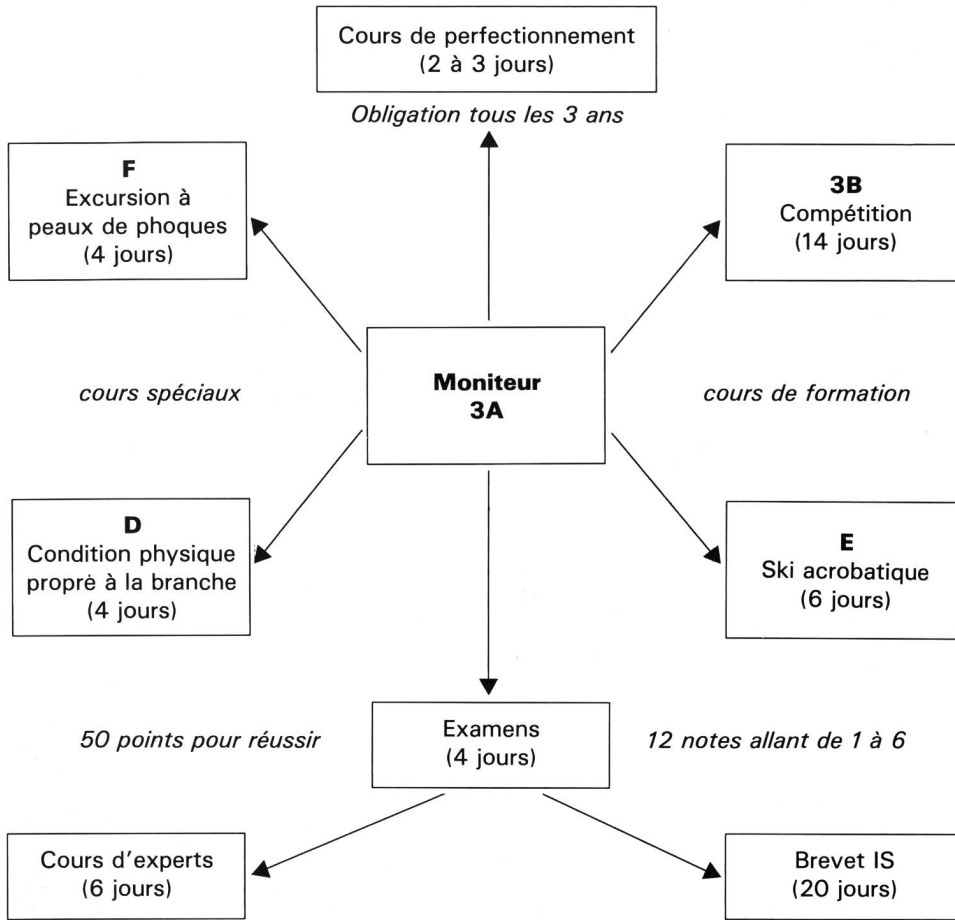 Cours de perfectionnement
(2 à 3 jours)
Obligation tous les 3 ans
F
Excursion à
peaux de phoques
(4 jours)
3B
Compétition
(14 jours)
Moniteur
3A
cours spéciaux
cours de formation
D
Condition physique
propre à la branche
(4 jours)
E
Ski acrobatique
(6 jours)
50 points pour réussir
Examens
(4 jours)
12 notes allant de 1 à 6
Cours d'experts
(6 jours)
Brevet IS
(20 jours)